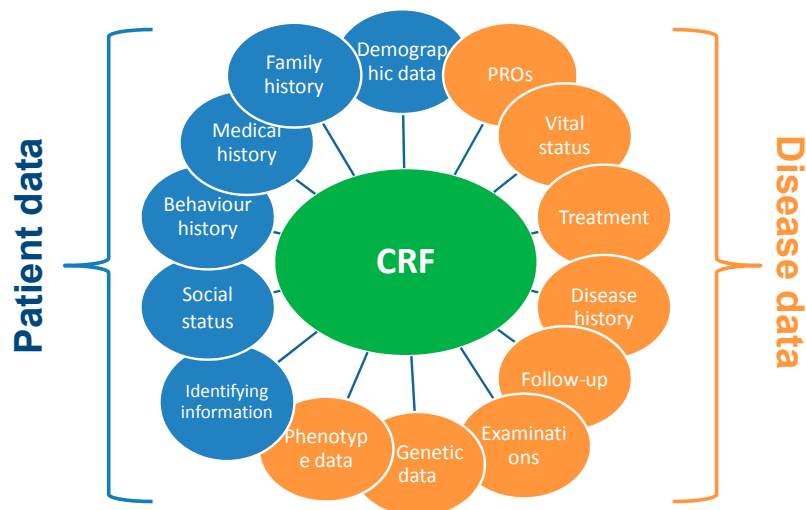 Patient data
Family
history
Demograp
hic data
PROs
Medical
history
Vital
status
Behaviour
history
Treatment
CRF
Social
status
Disease
history
Identifying
information
Follow-up
Phenotyp
e data
Genetic
data
Examinati
ons
Disease data